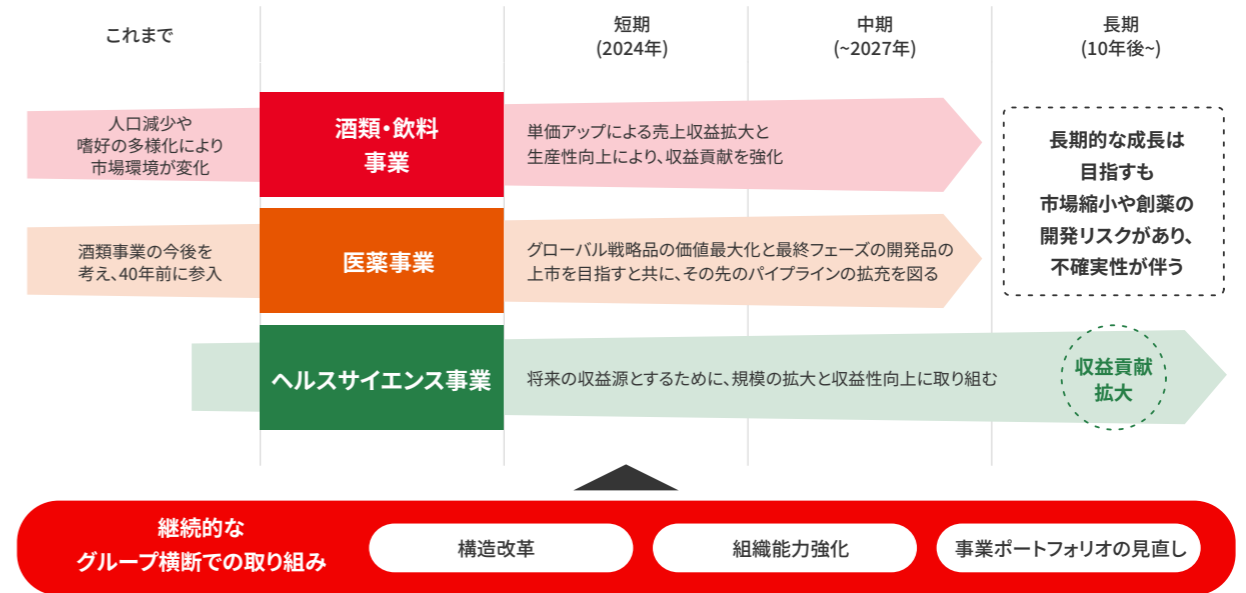 これまで
短期
(2024年)
中期
(~2027年)
長期
(10年後~)
人口減少や
嗜好の多様化により
市場環境が変化
酒類・飲料
事業
単価アップによる売上収益拡大と
生産性向上により、収益貢献を強化
長期的な成長は
目指すも
市場縮小や創薬の
開発リスクがあり、
不確実性が伴う
酒類事業の今後を
考え、40年前に参入
医薬事業
グローバル戦略品の価値最大化と最終フェーズの開発品の
上市を目指すと共に、その先のパイプラインの拡充を図る
ヘルスサイエンス事業
将来の収益源とするために、規模の拡大と収益性向上に取り組む
収益貢献
拡大
継続的な
グループ横断での取り組み
構造改革
組織能力強化
事業ポートフォリオの見直し